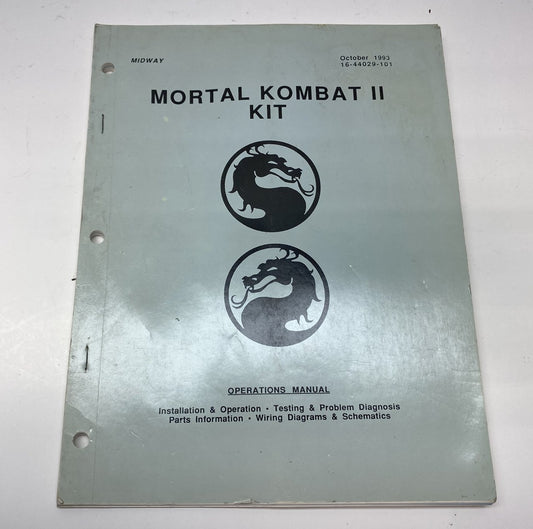 MIDWAY
October 1993
16-44029-101
MORTAL KOMBAT II
KIT
OPERATIONS MANUAL
Installation & Operation • Testing & Problem Diagnosis
Parts Information • Wiring Diagrams & Schematics